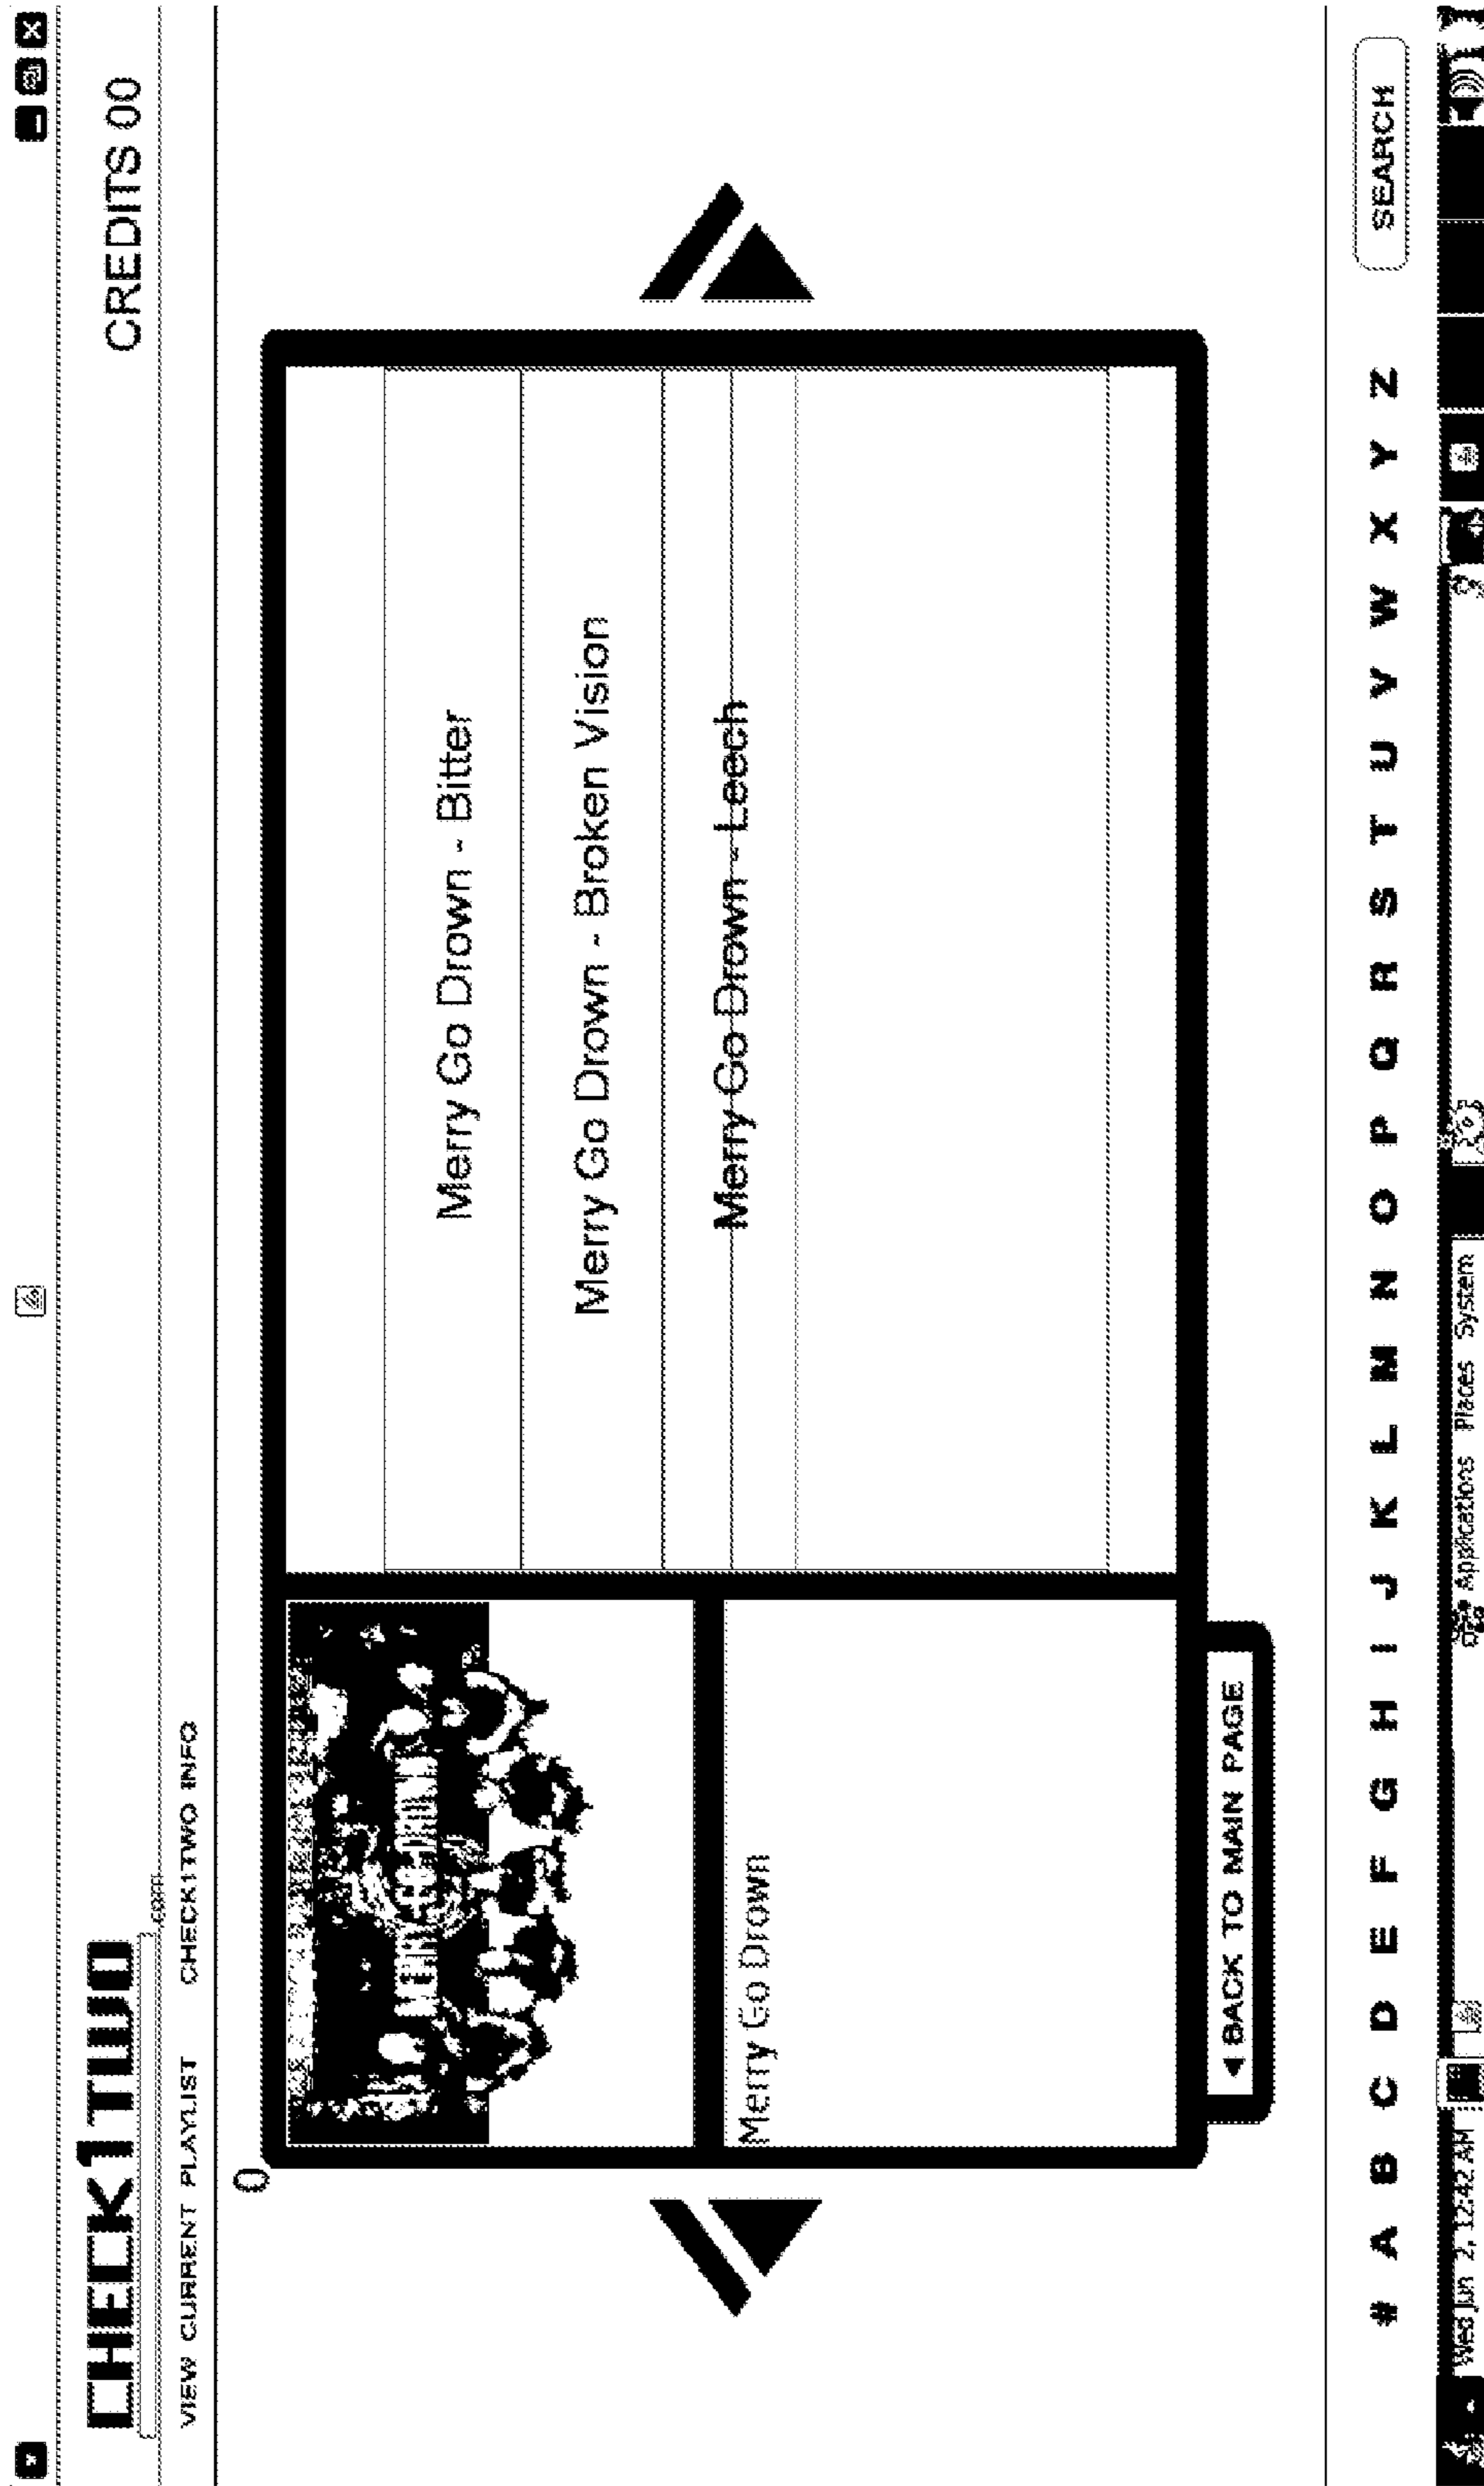 CHECK1TWO
.com
CREDITS 00
VIEW CURRENT PLAYLIST CHECK1TWO INFO
0
Merry Go Drown - Bitter
Merry Go Drown - Broken Vision
Merry Go Drown - Leech
Merry Go Drown
BACK TO MAIN PAGE
# A B C D E F G H I J K L M N O P Q R S T U V W X Y Z SEARCH
Wed Jun 2, 12:42 AM Applications Places System